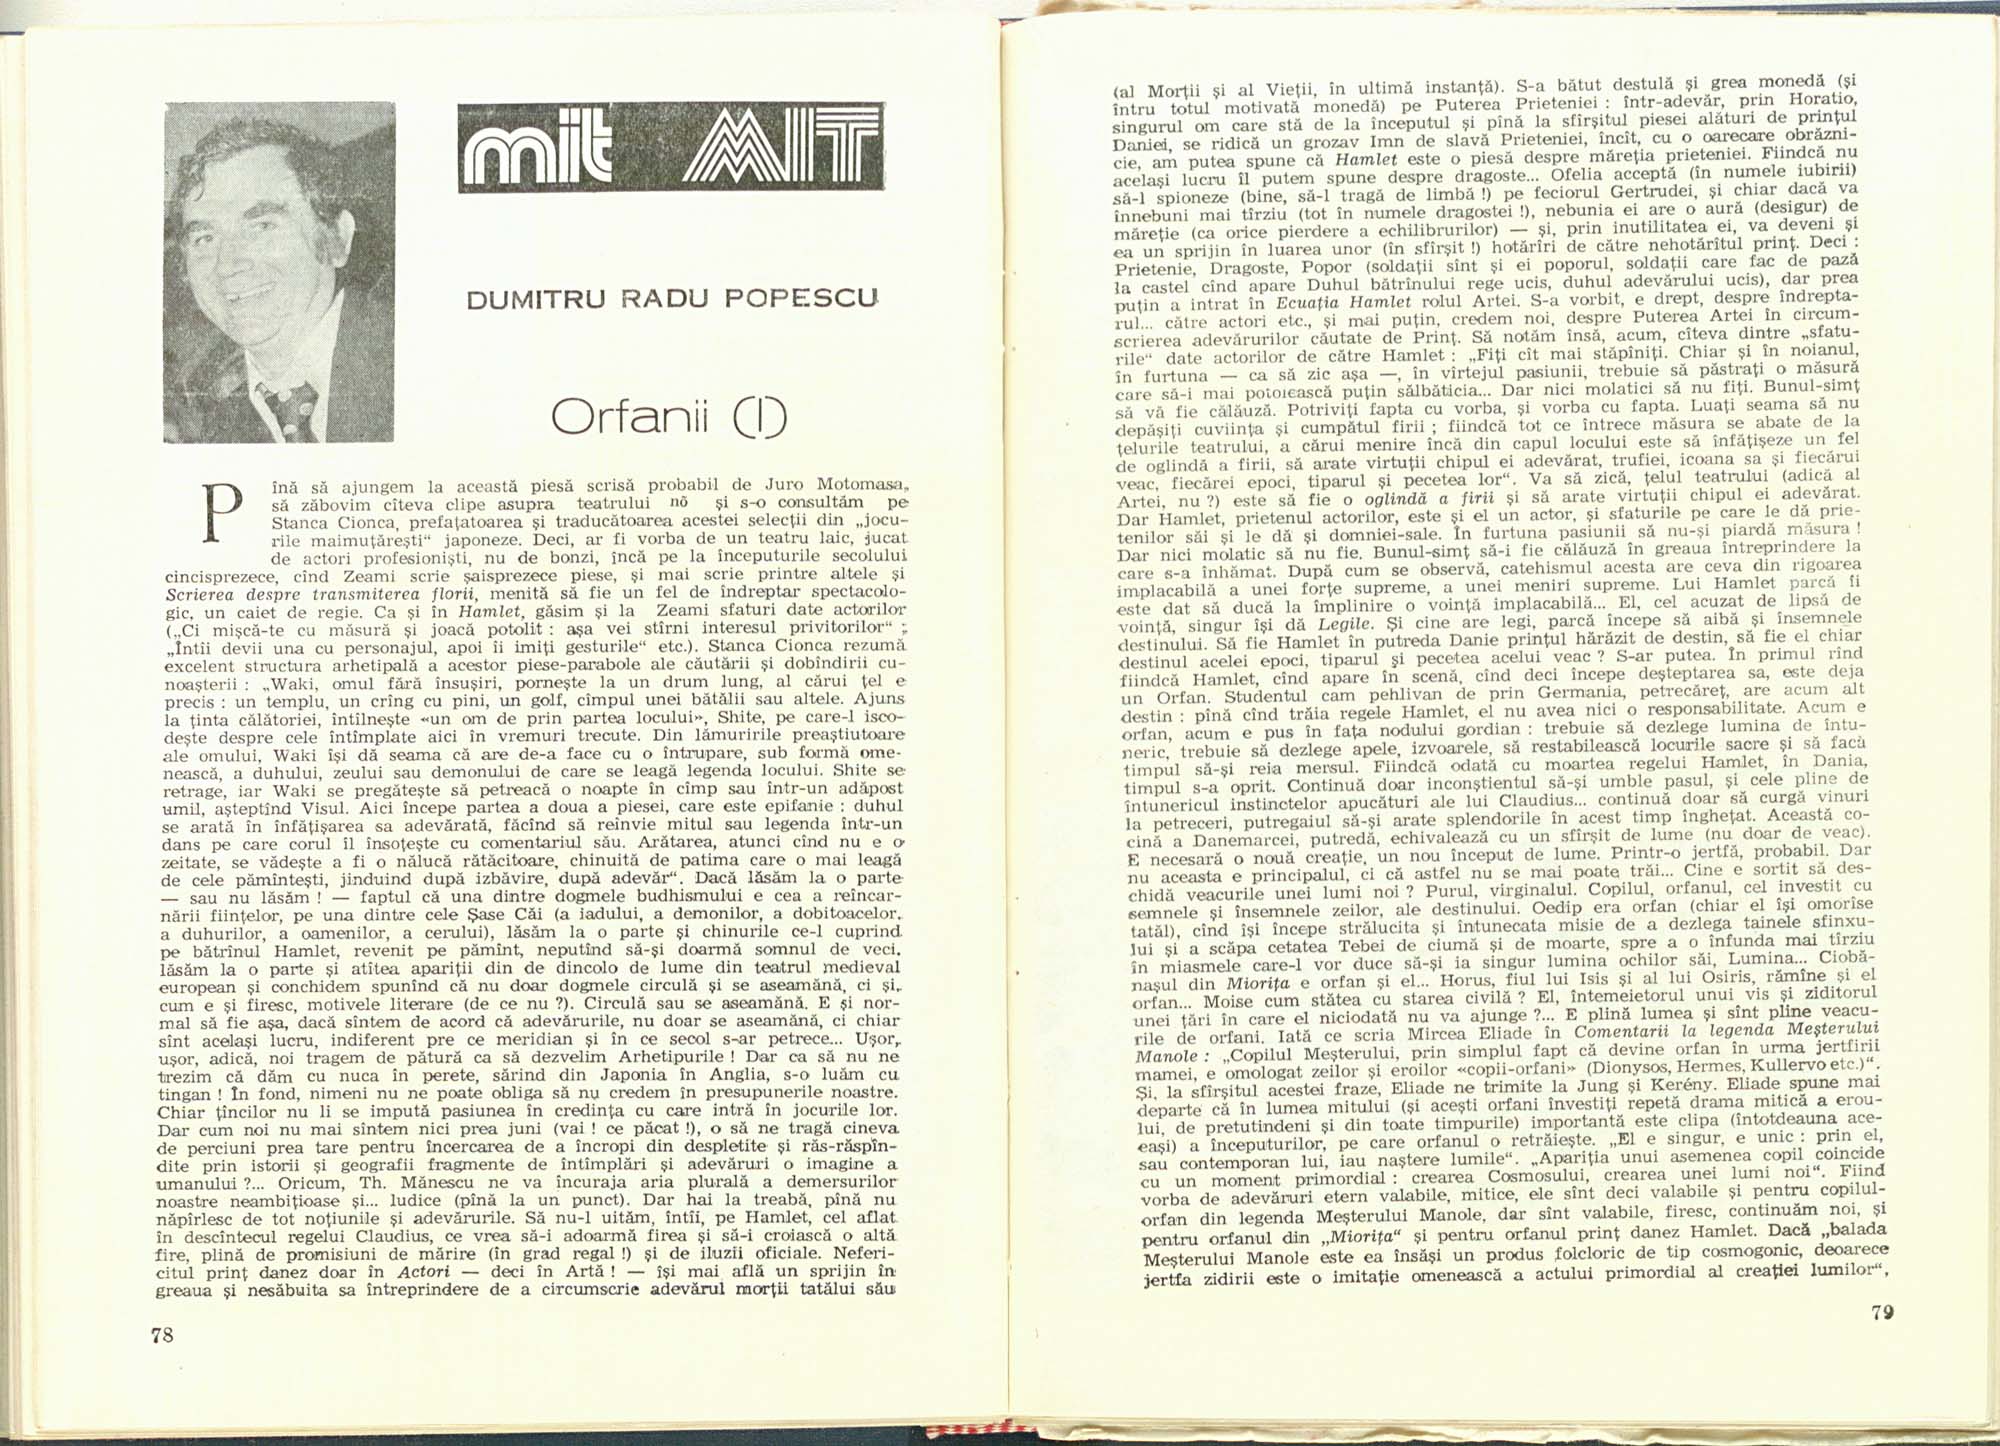 mit MIT
DUMITRU RADU POPESCU
Orfanii (I)
Pînă să ajungem la această piesă scrisă probabil de Juro Motomasa,
să zăbovim cîteva clipe asupra teatrului nō și s-o consultăm pe
Stanca Cionca, prefațatoarea și traducătoarea acestei selecții din „jocu-
rile maimuțărești“ japoneze. Deci, ar fi vorba de un teatru laic, jucat
de actori profesioniști, nu de bonzi, încă pe la începuturile secolului
cincisprezece, cînd Zeami scrie șaisprezece piese, și mai scrie printre altele și
Scrierea despre transmiterea florii, menită să fie un fel de îndreptar spectacolo-
gic, un caiet de regie. Ca și în Hamlet, găsim și la Zeami sfaturi date actorilor
(„Ci mișcă-te cu măsură și joacă potolit : așa vei stîrni interesul privitorilor“ ;
„Întîi devii una cu personajul, apoi îi imiți gesturile“ etc.). Stanca Cionca rezumă
excelent structura arhetipală a acestor piese-parabole ale căutării și dobîndirii cu-
noașterii : „Waki, omul fără însușiri, pornește la un drum lung, al cărui țel e
precis : un templu, un crîng cu pini, un golf, cîmpul unei bătălii sau altele. Ajuns
la ținta călătoriei, întîlnește «un om de prin partea locului», Shite, pe care-l isco-
dește despre cele întîmplate aici în vremuri trecute. Din lămuririle preaștiutoare
ale omului, Waki își dă seama că are de-a face cu o întrupare, sub formă ome-
nească, a duhului, zeului sau demonului de care se leagă legenda locului. Shite se
retrage, iar Waki se pregătește să petreacă o noapte în cîmp sau într-un adăpost
umil, așteptînd Visul. Aici începe partea a doua a piesei, care este epifanie : duhul
se arată în înfățișarea sa adevărată, făcînd să reînvie mitul sau legenda într-un
dans pe care corul îl însoțește cu comentariul său. Arătarea, atunci cînd nu e o
zeitate, se vădește a fi o nălucă rătăcitoare, chinuită de patima care o mai leagă
de cele pămîntești, jinduind după izbăvire, după adevăr“. Dacă lăsăm la o parte
— sau nu lăsăm ! — faptul că una dintre dogmele budhismului e cea a reîncar-
nării ființelor, pe una dintre cele Șase Căi (a iadului, a demonilor, a dobitoacelor,
a duhurilor, a oamenilor, a cerului), lăsăm la o parte și chinurile ce-l cuprind
pe bătrînul Hamlet, revenit pe pămînt, neputînd să-și doarmă somnul de veci,
lăsăm la o parte și atîtea apariții din de dincolo de lume din teatrul medieval
european și conchidem spunînd că nu doar dogmele circulă și se aseamănă, ci și,
cum e și firesc, motivele literare (de ce nu ?). Circulă sau se aseamănă. E și nor-
mal să fie așa, dacă sîntem de acord că adevărurile, nu doar se aseamănă, ci chiar
sînt același lucru, indiferent pre ce meridian și în ce secol s-ar petrece... Ușor,
ușor, adică, noi tragem de pătură ca să dezvelim Arhetipurile ! Dar ca să nu ne
trezim că dăm cu nuca în perete, sărind din Japonia în Anglia, s-o luăm cu
tingan ! În fond, nimeni nu ne poate obliga să nu credem în presupunerile noastre.
Chiar țîncilor nu li se impută pasiunea în credința cu care intră în jocurile lor.
Dar cum noi nu mai sîntem nici prea juni (vai ! ce păcat !), o să ne tragă cineva
de perciuni prea tare pentru încercarea de a încropi din despletite și răs-răspîn-
dite prin istorii și geografii fragmente de întîmplări și adevăruri o imagine a
umanului ?... Oricum, Th. Mănescu ne va încuraja aria plurală a demersurilor
noastre neambițioase și... ludice (pînă la un punct). Dar hai la treabă, pînă nu
năpîrlesc de tot noțiunile și adevărurile. Să nu-l uităm, întîi, pe Hamlet, cel aflat
în descîntecul regelui Claudius, ce vrea să-i adoarmă firea și să-i croiască o altă
fire, plină de promisiuni de mărire (în grad regal !) și de iluzii oficiale. Neferi-
citul prinț danez doar în Actori — deci în Artă ! — își mai află un sprijin în
greaua și nesăbuita sa întreprindere de a circumscrie adevărul morții tatălui său
78
(al Morții și al Vieții, în ultimă instanță). S-a bătut destulă și grea monedă (și
întru totul motivată monedă) pe Puterea Prieteniei : într-adevăr, prin Horatio,
singurul om care stă de la începutul și pînă la sfîrșitul piesei alături de prințul
Daniei, se ridică un grozav Imn de slavă Prieteniei, încît, cu o oarecare obrăzni-
cie, am putea spune că Hamlet este o piesă despre măreția prieteniei. Fiindcă nu
același lucru îl putem spune despre dragoste... Ofelia acceptă (în numele iubirii)
să-l spioneze (bine, să-l tragă de limbă !) pe feciorul Gertrudei, și chiar dacă va
înnebuni mai tîrziu (tot în numele dragostei !), nebunia ei are o aură (desigur) de
măreție (ca orice pierdere a echilibrurilor) — și, prin inutilitatea ei, va deveni și
ea un sprijin în luarea unor (în sfîrșit !) hotărîri de către nehotărîtul prinț. Deci :
Prietenie, Dragoste, Popor (soldații sînt și ei poporul, soldații care fac de pază
la castel cînd apare Duhul bătrînului rege ucis, duhul adevărului ucis), dar prea
puțin a intrat în Ecuația Hamlet rolul Artei. S-a vorbit, e drept, despre îndrepta-
rul... către actori etc., și mai puțin, credem noi, despre Puterea Artei în circum-
scrierea adevărurilor căutate de Prinț. Să notăm însă, acum, cîteva dintre „sfatu-
rile“ date actorilor de către Hamlet : „Fiți cît mai stăpîniți. Chiar și în noianul,
în furtuna — ca să zic așa —, în vîrtejul pasiunii, trebuie să păstrați o măsură
care să-i mai potolească puțin sălbăticia... Dar nici molatici să nu fiți. Bunul-simț
să vă fie călăuză. Potriviți fapta cu vorba, și vorba cu fapta. Luați seama să nu
depășiți cuviința și cumpătul firii ; fiindcă tot ce întrece măsura se abate de la
țelurile teatrului, a cărui menire încă din capul locului este să înfățișeze un fel
de oglindă a firii, să arate virtuții chipul ei adevărat, trufiei, icoana sa și fiecărui
veac, fiecărei epoci, tiparul și pecetea lor“. Va să zică, țelul teatrului (adică al
Artei, nu ?) este să fie o oglindă a firii și să arate virtuții chipul ei adevărat.
Dar Hamlet, prietenul actorilor, este și el un actor, și sfaturile pe care le dă prie-
tenilor săi și le dă și domniei-sale. În furtuna pasiunii să nu-și piardă măsura !
Dar nici molatic să nu fie. Bunul-simț să-i fie călăuză în greaua întreprindere la
care s-a înhămat. După cum se observă, catehismul acesta are ceva din rigoarea
implacabilă a unei forțe supreme, a unei meniri supreme. Lui Hamlet parcă îi
este dat să ducă la împlinire o voință implacabilă... El, cel acuzat de lipsă de
voință, singur își dă Legile. Și cine are legi, parcă începe să aibă și însemnele
destinului. Să fie Hamlet în putreda Danie prințul hărăzit de destin, să fie el chiar
destinul acelei epoci, tiparul și pecetea acelui veac ? S-ar putea. În primul rînd
fiindcă Hamlet, cînd apare în scenă, cînd deci începe deșteptarea sa, este deja
un Orfan. Studentul cam pehlivan de prin Germania, petrecăreț, are acum alt
destin : pînă cînd trăia regele Hamlet, el nu avea nici o responsabilitate. Acum e
orfan, acum e pus în fața nodului gordian : trebuie să dezlege lumina de întu-
neric, trebuie să dezlege apele, izvoarele, să restabilească locurile sacre și să facă
timpul să-și reia mersul. Fiindcă odată cu moartea regelui Hamlet, în Dania,
timpul s-a oprit. Continuă doar inconștientul să-și umble pasul, și cele pline de
întunericul instinctelor apucături ale lui Claudius... continuă doar să curgă vinuri
la petreceri, putregaiul să-și arate splendorile în acest timp înghețat. Această co-
cină a Danemarcei, putredă, echivalează cu un sfîrșit de lume (nu doar de veac).
E necesară o nouă creație, un nou început de lume. Printr-o jertfă, probabil. Dar
nu aceasta e principalul, ci că astfel nu se mai poate trăi... Cine e sortit să des-
chidă veacurile unei lumi noi ? Purul, virginalul. Copilul, orfanul, cel investit cu
semnele și însemnele zeilor, ale destinului. Oedip era orfan (chiar el își omorîse
tatăl), cînd își începe strălucita și întunecata misie de a dezlega tainele sfinxu-
lui și a scăpa cetatea Tebei de ciumă și de moarte, spre a o înfunda mai tîrziu
în miasmele care-l vor duce să-și ia singur lumina ochilor săi, Lumina... Ciobă-
nașul din Miorița e orfan și el... Horus, fiul lui Isis și al lui Osiris, rămîne și el
orfan... Moise cum stătea cu starea civilă ? El, întemeietorul unui vis și ziditorul
unei țări în care el niciodată nu va ajunge ?... E plină lumea și sînt pline veacu-
rile de orfani. Iată ce scria Mircea Eliade în Comentarii la legenda Meșterului
Manole : „Copilul Meșterului, prin simplul fapt că devine orfan în urma jertfirii
mamei, e omologat zeilor și eroilor «copii-orfani» (Dionysos, Hermes, Kullervo etc.)“.
Și, la sfîrșitul acestei fraze, Eliade ne trimite la Jung și Kerény. Eliade spune mai
departe că în lumea mitului (și acești orfani învestiți repetă drama mitică a erou-
lui, de pretutindeni și din toate timpurile) importantă este clipa (întotdeauna ace-
eași) a începuturilor, pe care orfanul o retrăiește. „El e singur, e unic : prin el,
sau contemporan lui, iau naștere lumile“. „Apariția unui asemenea copil coincide
cu un moment primordial : crearea Cosmosului, crearea unei lumi noi“. Fiind
vorba de adevăruri etern valabile, mitice, ele sînt deci valabile și pentru copilul-
orfan din legenda Meșterului Manole, dar sînt valabile, firesc, continuăm noi, și
pentru orfanul din „Miorița“ și pentru orfanul prinț danez Hamlet. Dacă „balada
Meșterului Manole este ea însăși un produs folcloric de tip cosmogonic, deoarece
jertfa zidirii este o imitație omenească a actului primordial al creației lumilor“,
79